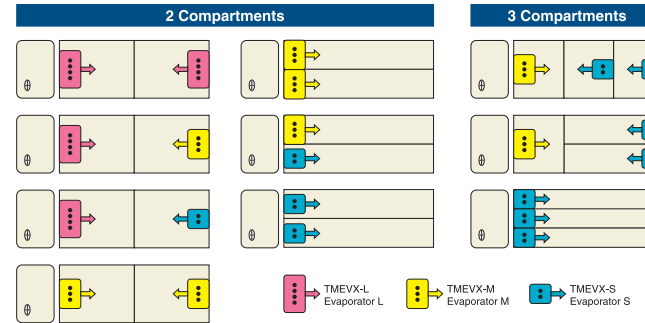 2 Compartments
3 Compartments
TMEVX-L
Evaporator L
TMEVX-M
Evaporator M
TMEVX-S
Evaporator S